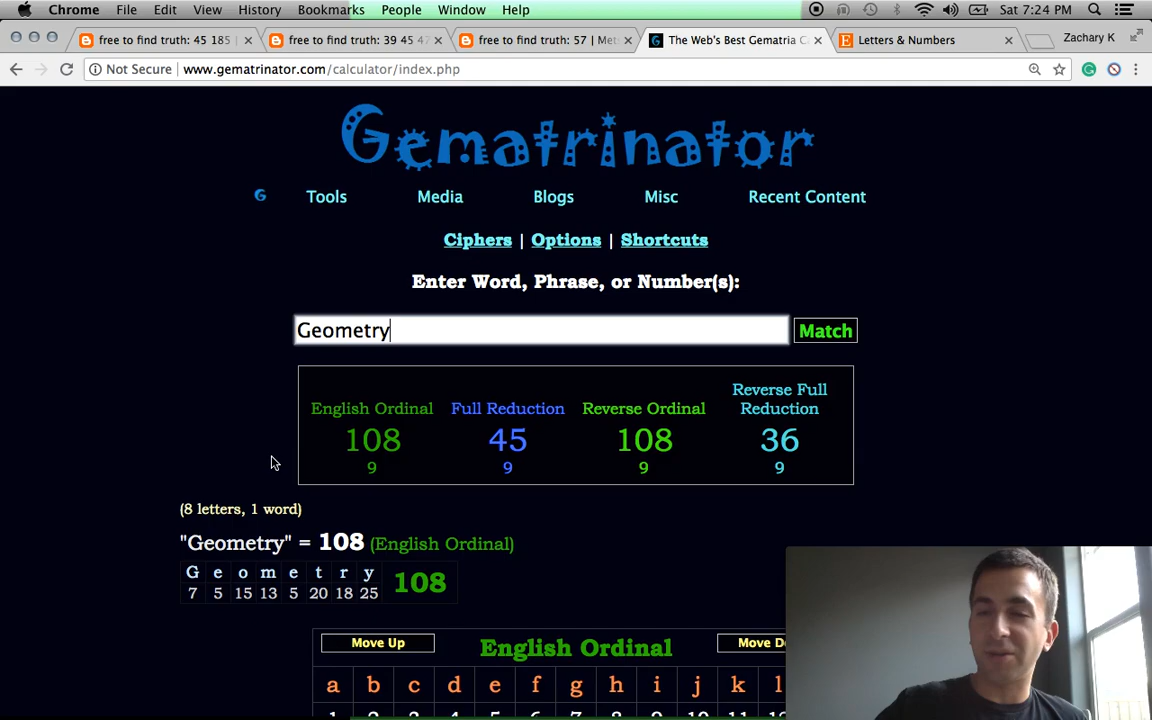 Chrome File Edit View History Bookmarks People Window Help Sat 7:24 PM
free to find truth: 45 185 free to find truth: 39 45 47 free to find truth: 57 | Met The Web's Best Gematria C Letters & Numbers Zachary K
Not Secure | www.gematrinator.com/calculator/index.php
Gematrinator
G Tools Media Blogs Misc Recent Content
Ciphers | Options | Shortcuts
Enter Word, Phrase, or Number(s):
Geometry Match
English Ordinal Full Reduction Reverse Ordinal Reverse Full Reduction
108 45 108 36
9 9 9 9
(8 letters, 1 word)
"Geometry" = 108 (English Ordinal)
G e o m e t r y
7 5 15 13 5 20 18 25 108
Move Up English Ordinal Move D
a b c d e f g h i j k l